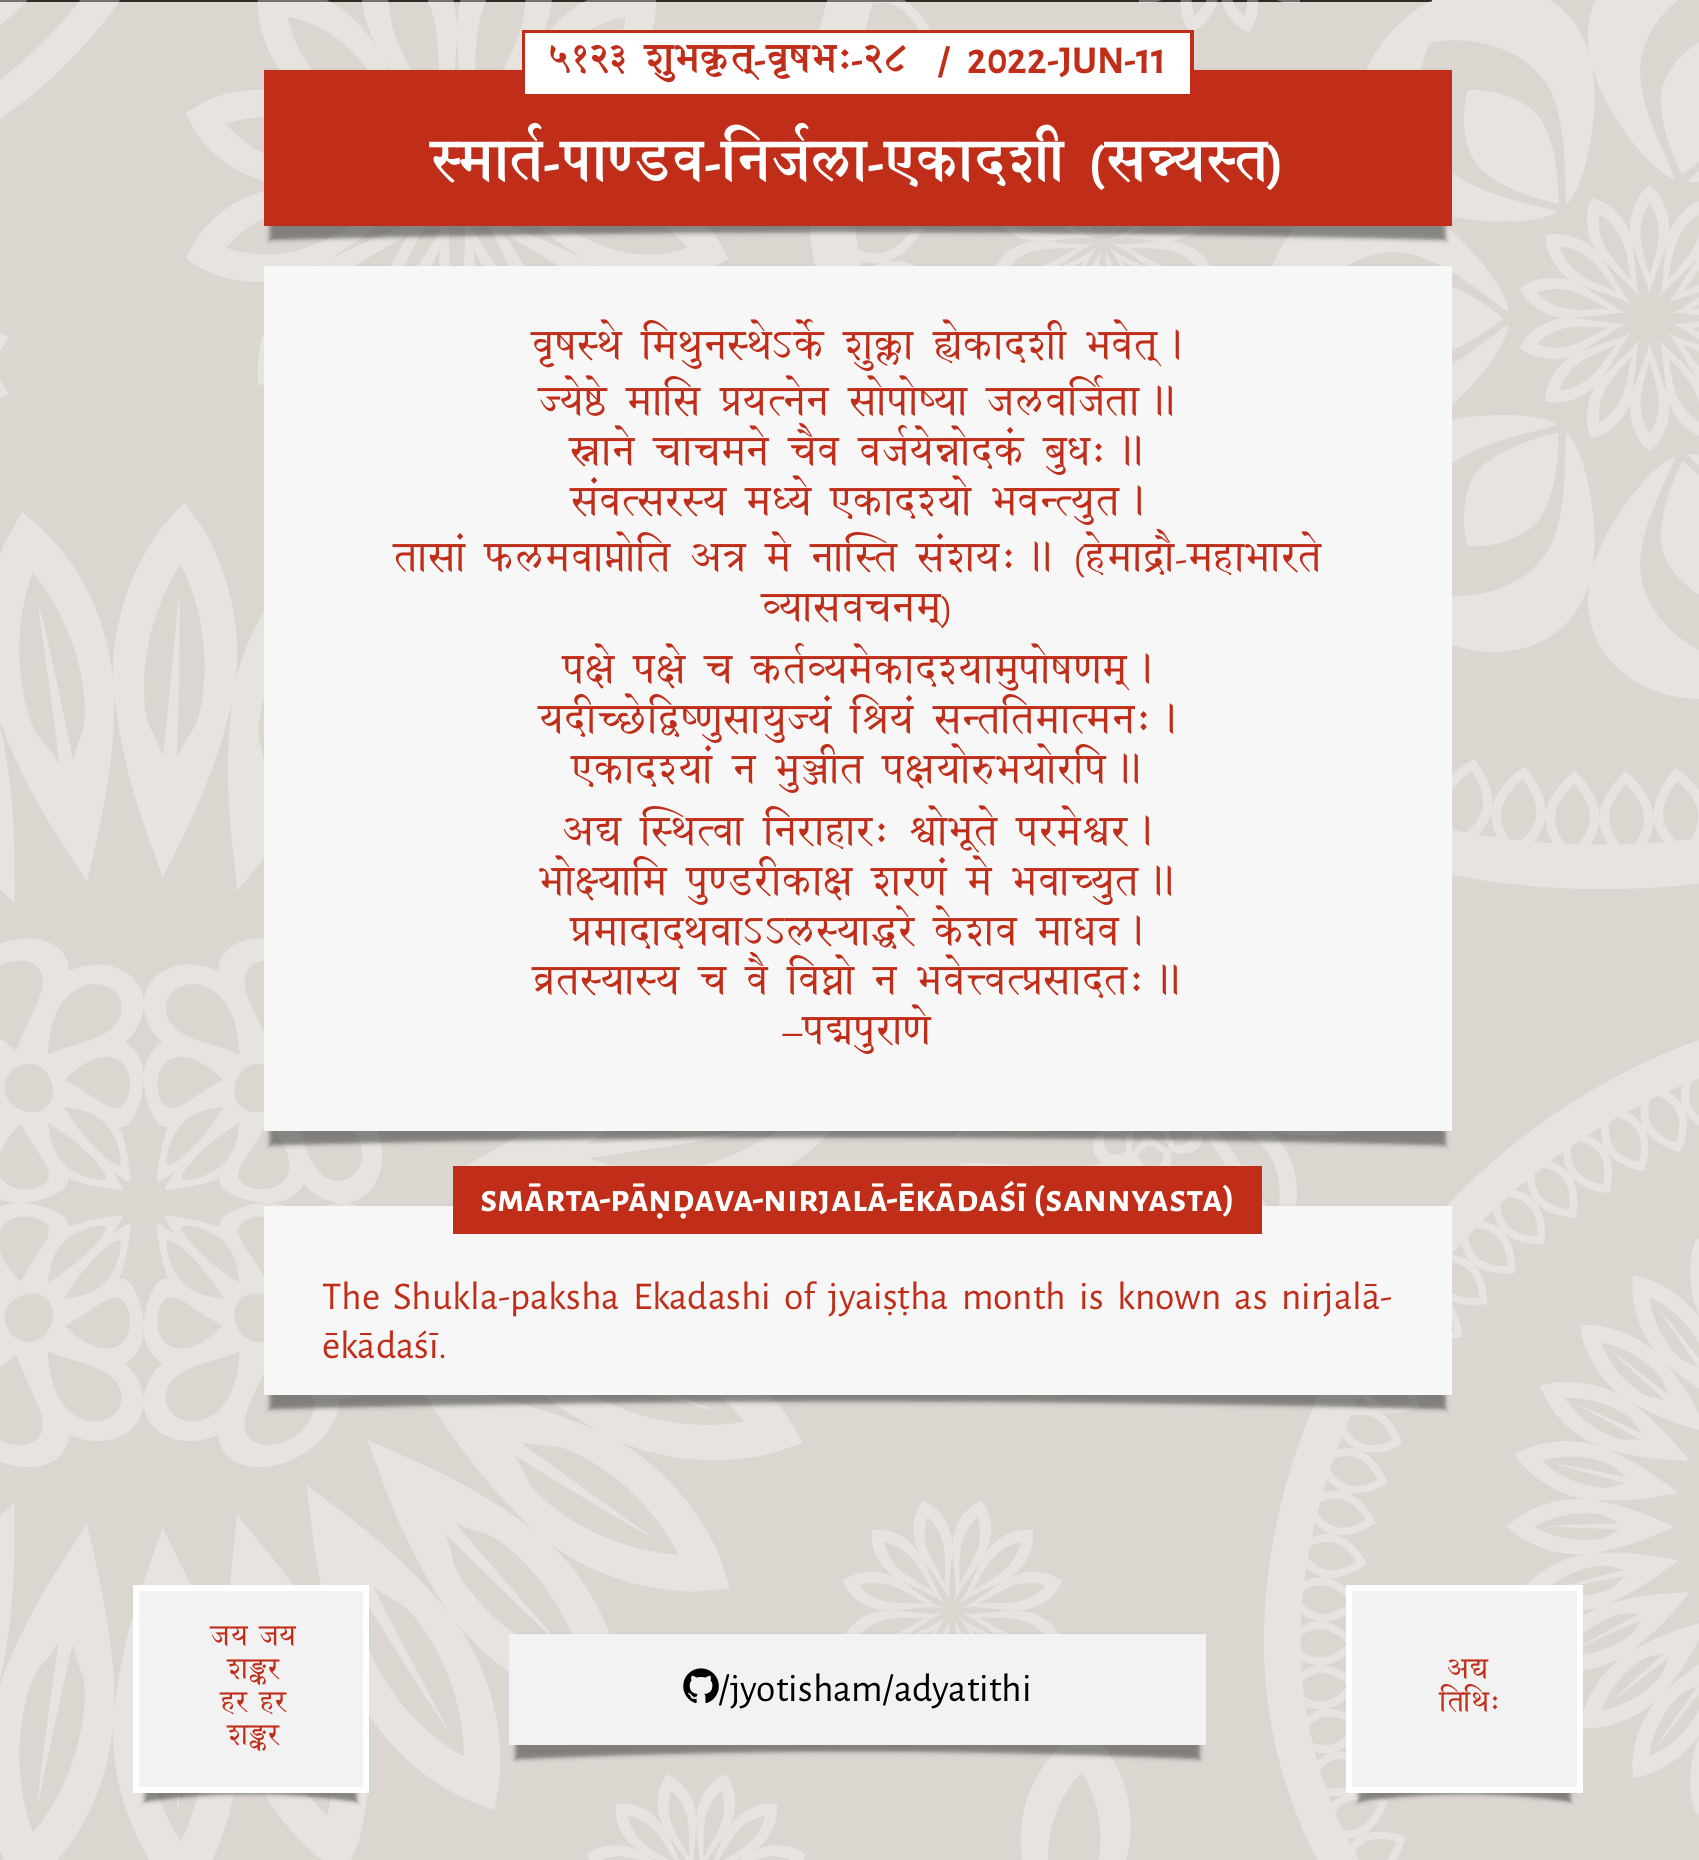 ५१२३ शुभकृत्-वृषभः-२८ / 2022-JUN-11
स्मार्त-पाण्डव-निर्जला-एकादशी (सन्न्यस्त)
वृषस्थे मिथुनस्थेऽर्के शुक्ला ह्येकादशी भवेत् ।
ज्येष्ठे मासि प्रयत्नेन सोपोष्या जलवर्जिता ॥
स्नाने चाचमने चैव वर्जयेन्नोदकं बुधः ॥
संवत्सरस्य मध्ये एकादश्यो भवन्त्युत ।
तासां फलमवाप्नोति अत्र मे नास्ति संशयः ॥ (हेमाद्रौ-महाभारते
व्यासवचनम्)
पक्षे पक्षे च कर्तव्यमेकादश्यामुपोषणम् ।
यदीच्छेद्विष्णुसायुज्यं श्रियं सन्ततिमात्मनः ।
एकादश्यां न भुञ्जीत पक्षयोरुभयोरपि ॥
अद्य स्थित्वा निराहारः श्वोभूते परमेश्वर ।
भोक्ष्यामि पुण्डरीकाक्ष शरणं मे भवाच्युत ॥
प्रमादादथवाऽऽलस्याद्धरे केशव माधव ।
व्रतस्यास्य च वै विघ्नो न भवेत्त्वत्प्रसादतः ॥
–पद्मपुराणे
SMĀRTA-PĀṆḌAVA-NIRJALĀ-ĒKĀDAŚĪ (SANNYASTA)
The Shukla-paksha Ekadashi of jyaiṣṭha month is known as nirjalā-
ēkādaśī.
जय जय
शङ्कर
हर हर
शङ्कर
/jyotisham/adyatithi
अद्य
तिथिः